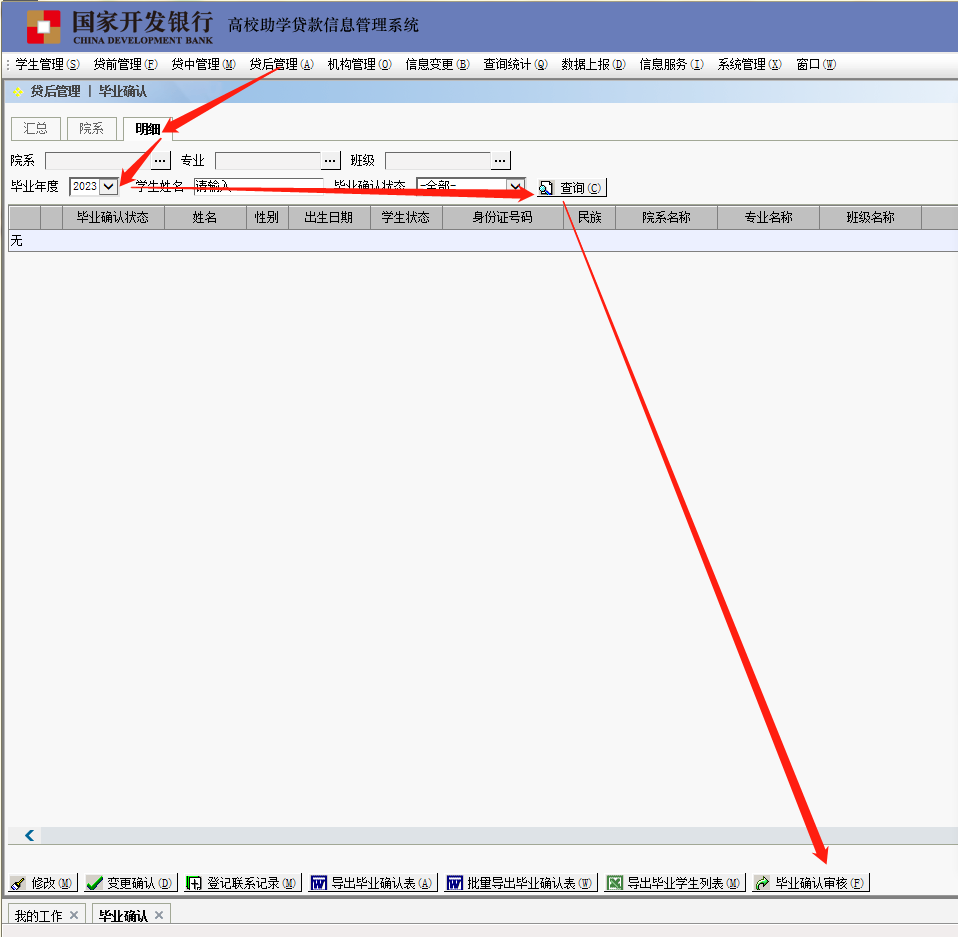 国家开发银行 高校助学贷款信息管理系统
CHINA DEVELOPMENT BANK
学生管理(S) 贷前管理(F) 贷中管理(M) 贷后管理(A) 机构管理(O) 信息变更(B) 查询统计(Q) 数据上报(D) 信息服务(I) 系统管理(X) 窗口(W)
贷后管理 | 毕业确认
汇总 院系 明细
院系 ... 专业 ... 班级 ...
毕业年度 2023 学生姓名 请输入 毕业确认状态 -全部- 查询(C)
毕业确认状态 姓名 性别 出生日期 学生状态 身份证号码 民族 院系名称 专业名称 班级名称
无
修改(M) 变更确认(D) 登记联系记录(M) 导出毕业确认表(A) 批量导出毕业确认表(W) 导出毕业学生列表(M) 毕业确认审核(F)
我的工作 × 毕业确认 ×